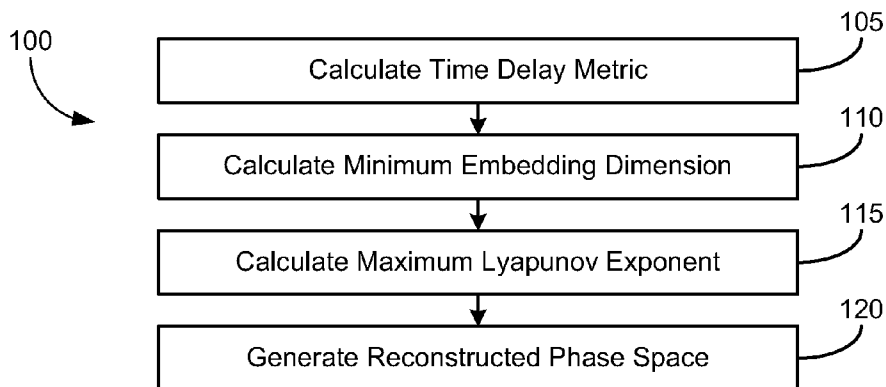 100
105
Calculate Time Delay Metric
110
Calculate Minimum Embedding Dimension
115
Calculate Maximum Lyapunov Exponent
120
Generate Reconstructed Phase Space